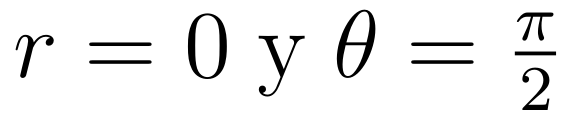 r = 0 y θ = π/2